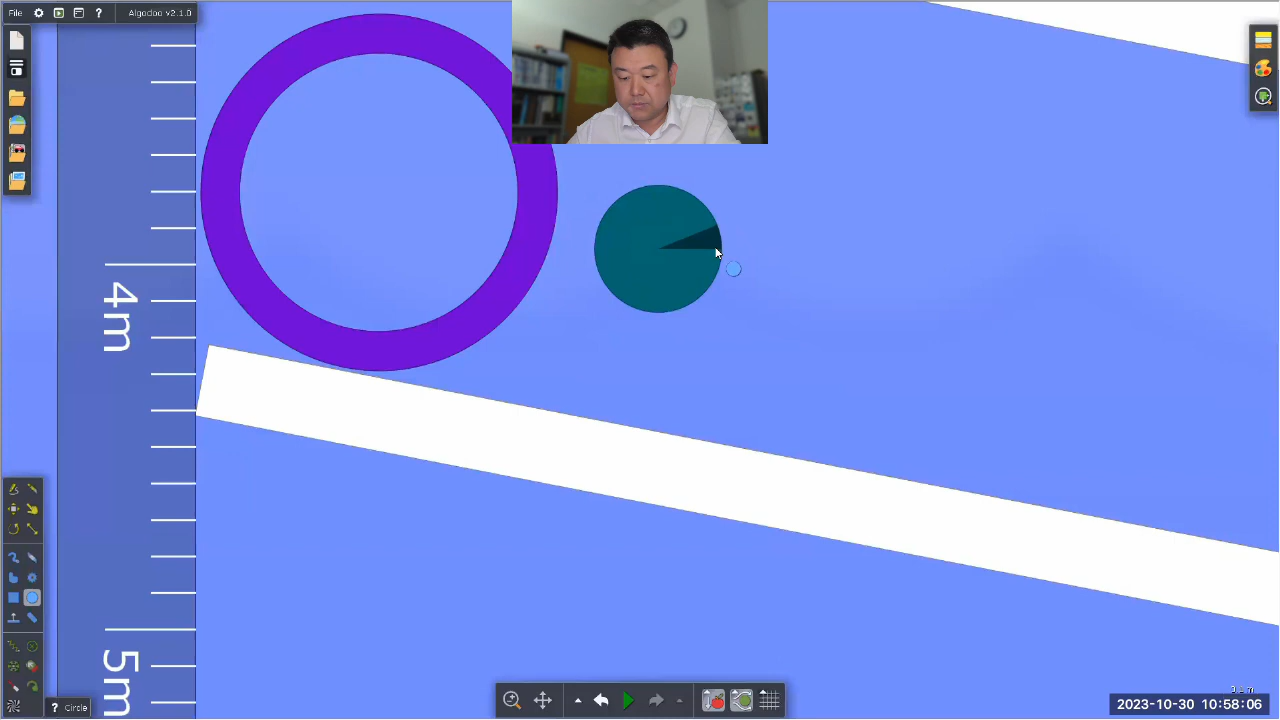 File
?
Algodoo v2.1.0
4m
5m
? Circle
2023-10-30 10:58:06